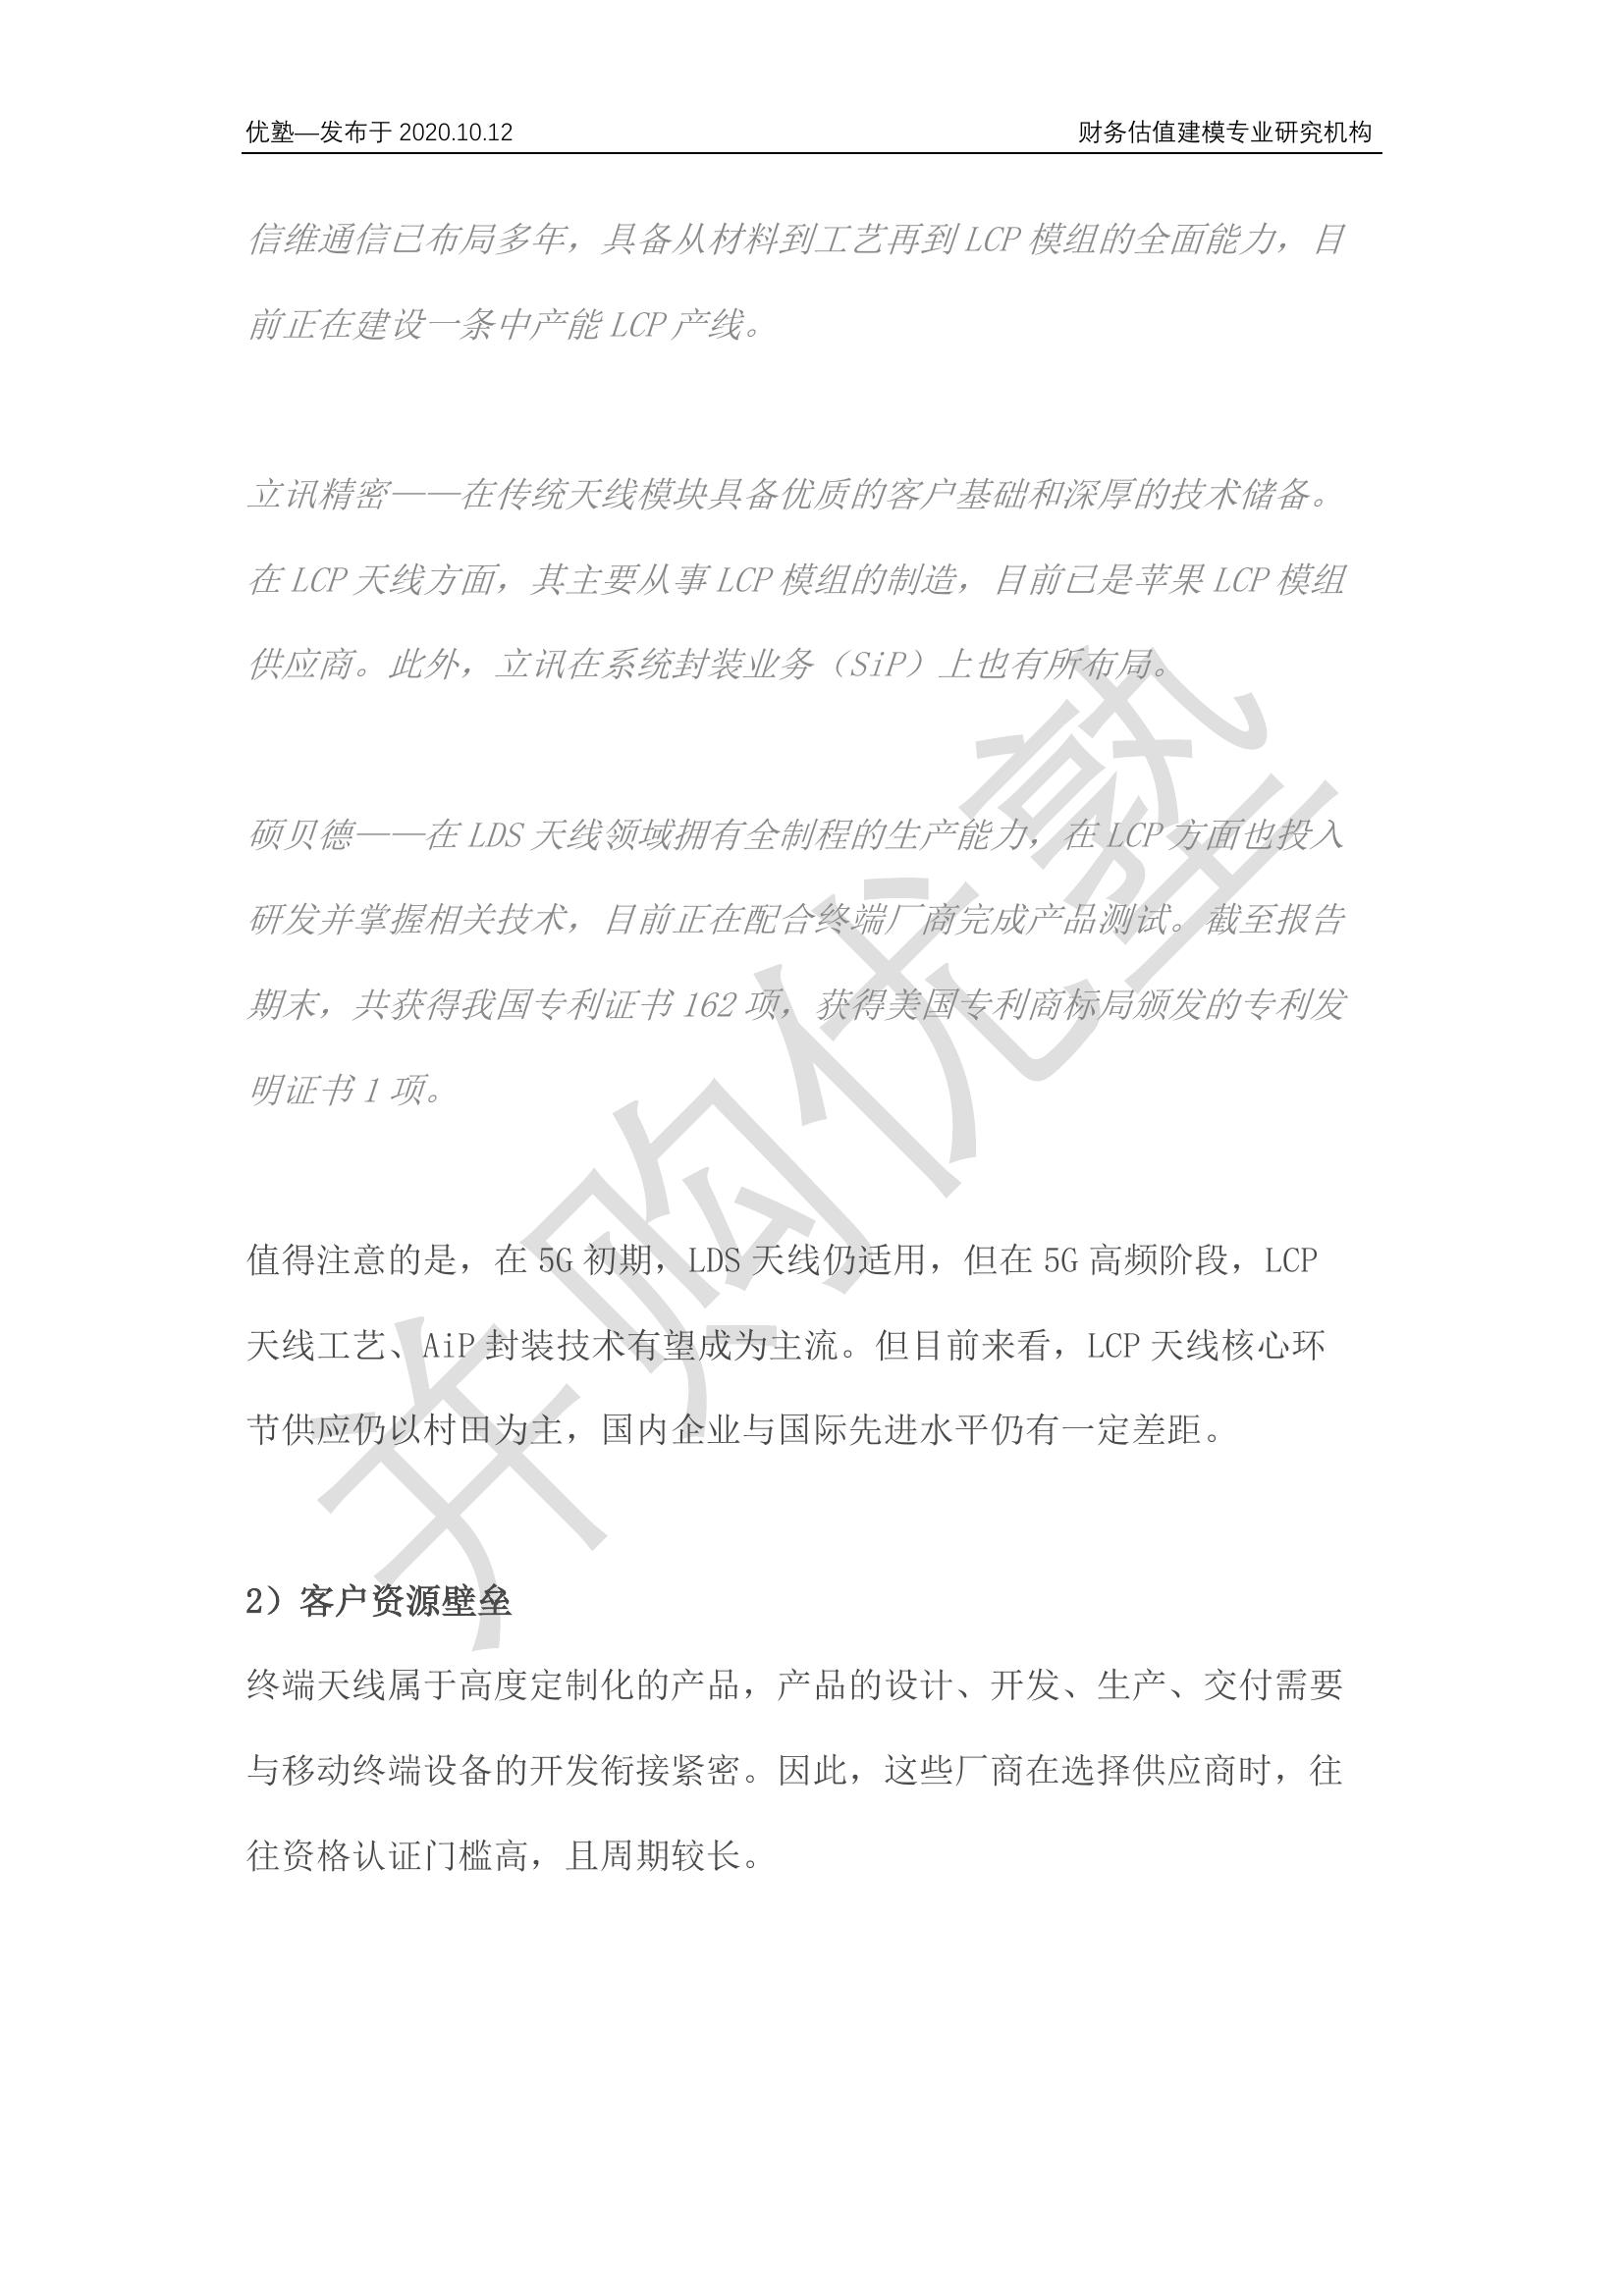 优塾—发布于 2020.10.12 财务估值建模专业研究机构
信维通信已布局多年，具备从材料到工艺再到 LCP 模组的全面能力，目
前正在建设一条中产能 LCP 产线。
立讯精密——在传统天线模块具备优质的客户基础和深厚的技术储备。
在 LCP 天线方面，其主要从事 LCP 模组的制造，目前已是苹果 LCP 模组
供应商。此外，立讯在系统封装业务（SiP）上也有所布局。
硕贝德——在 LDS 天线领域拥有全制程的生产能力，在 LCP 方面也投入
研发并掌握相关技术，目前正在配合终端厂商完成产品测试。截至报告
期末，共获得我国专利证书 162 项，获得美国专利商标局颁发的专利发
明证书 1 项。
值得注意的是，在 5G 初期，LDS 天线仍适用，但在 5G 高频阶段，LCP
天线工艺、AiP 封装技术有望成为主流。但目前来看，LCP 天线核心环
节供应仍以村田为主，国内企业与国际先进水平仍有一定差距。
2）客户资源壁垒
终端天线属于高度定制化的产品，产品的设计、开发、生产、交付需要
与移动终端设备的开发衔接紧密。因此，这些厂商在选择供应商时，往
往资格认证门槛高，且周期较长。
并购优塾